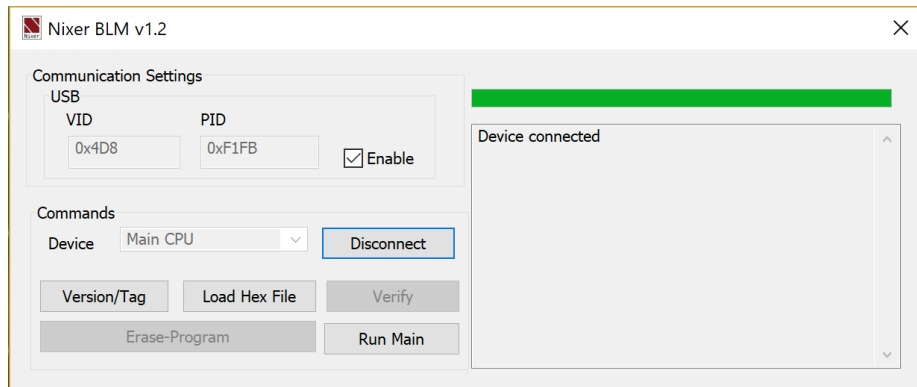 Nixer BLM v1.2
Communication Settings
USB
VID PID
0x4D8 0xF1FB Enable
Commands
Device Main CPU Disconnect
Version/Tag Load Hex File Verify
Erase-Program Run Main
Device connected
Nixer